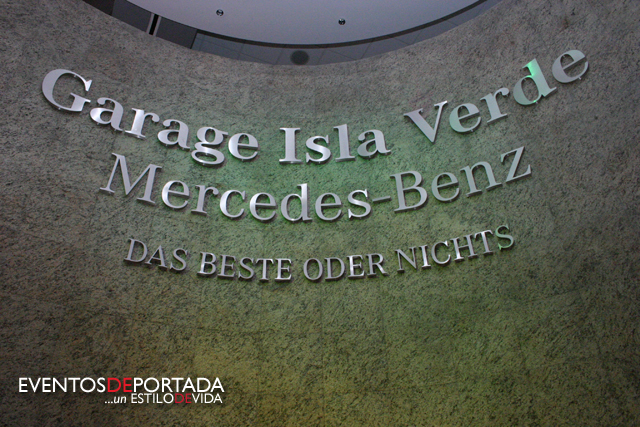 Garage Isla Verde
Mercedes-Benz
DAS BESTE ODER NICHTS
EVENTOSDEPORTADA
...un ESTILODEVIDA